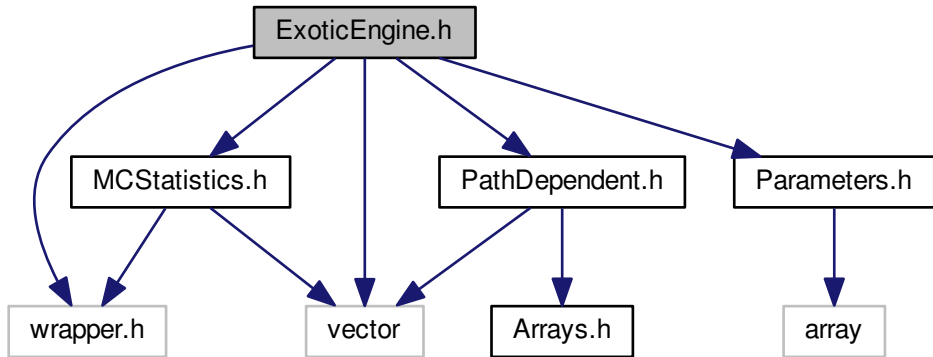 ExoticEngine.h
MCStatistics.h
PathDependent.h
Parameters.h
wrapper.h
vector
Arrays.h
array